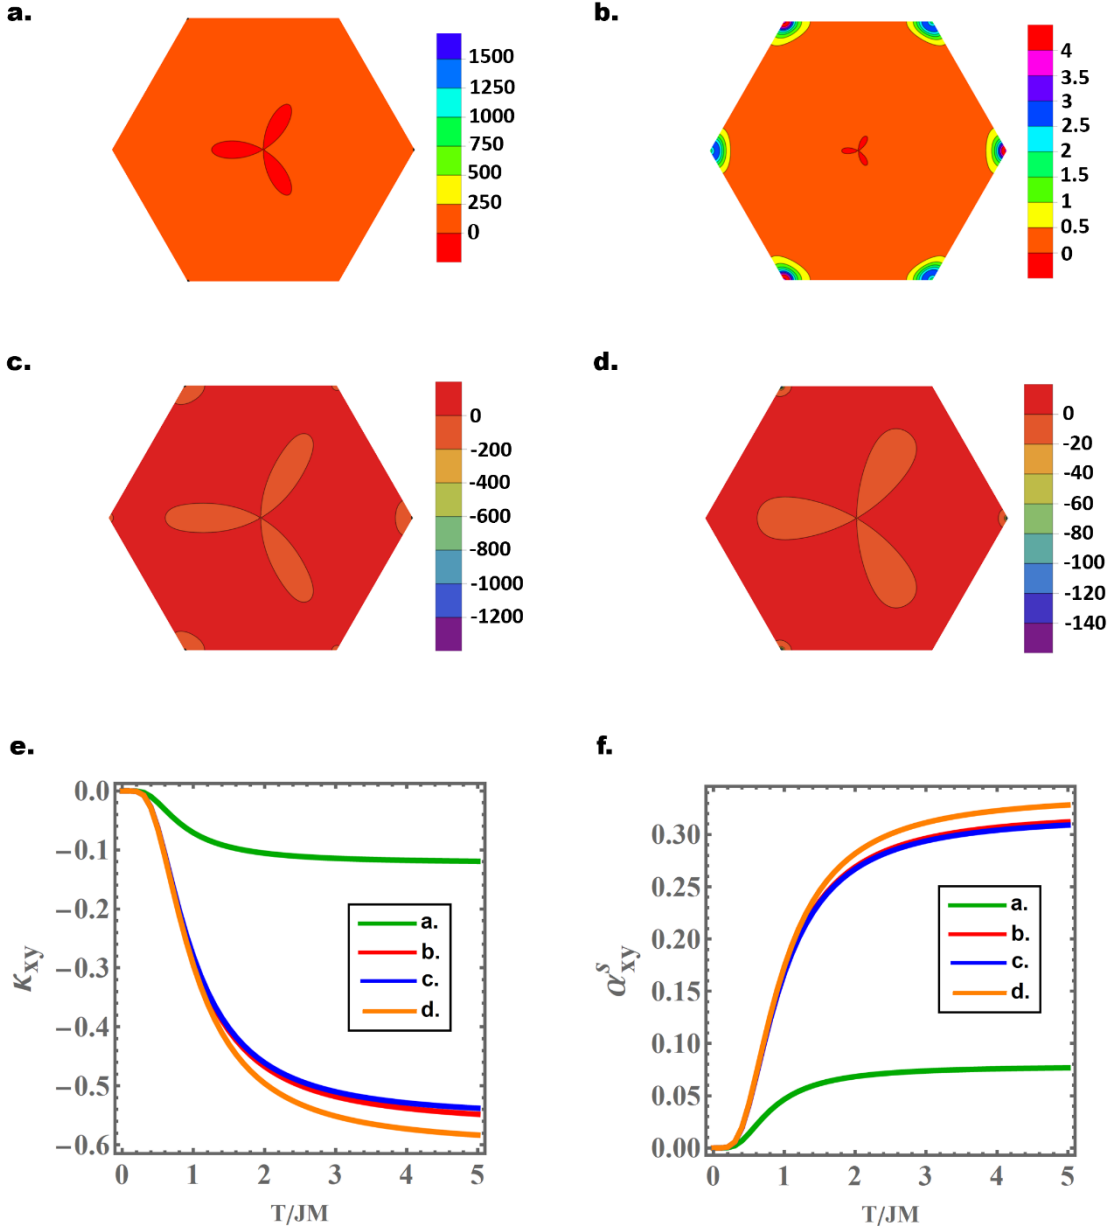 a.
1500
1250
1000
750
500
250
0
b.
4
3.5
3
2.5
2
1.5
1
0.5
0
c.
0
-200
-400
-600
-800
-1000
-1200
d.
0
-20
-40
-60
-80
-100
-120
-140
e.
0.0
-0.1
-0.2
-0.3
-0.4
-0.5
-0.6
κxy
a.
b.
c.
d.
0 1 2 3 4 5
T/JM
f.
0.30
0.25
0.20
0.15
0.10
0.05
0.00
α^s_xy
a.
b.
c.
d.
0 1 2 3 4 5
T/JM